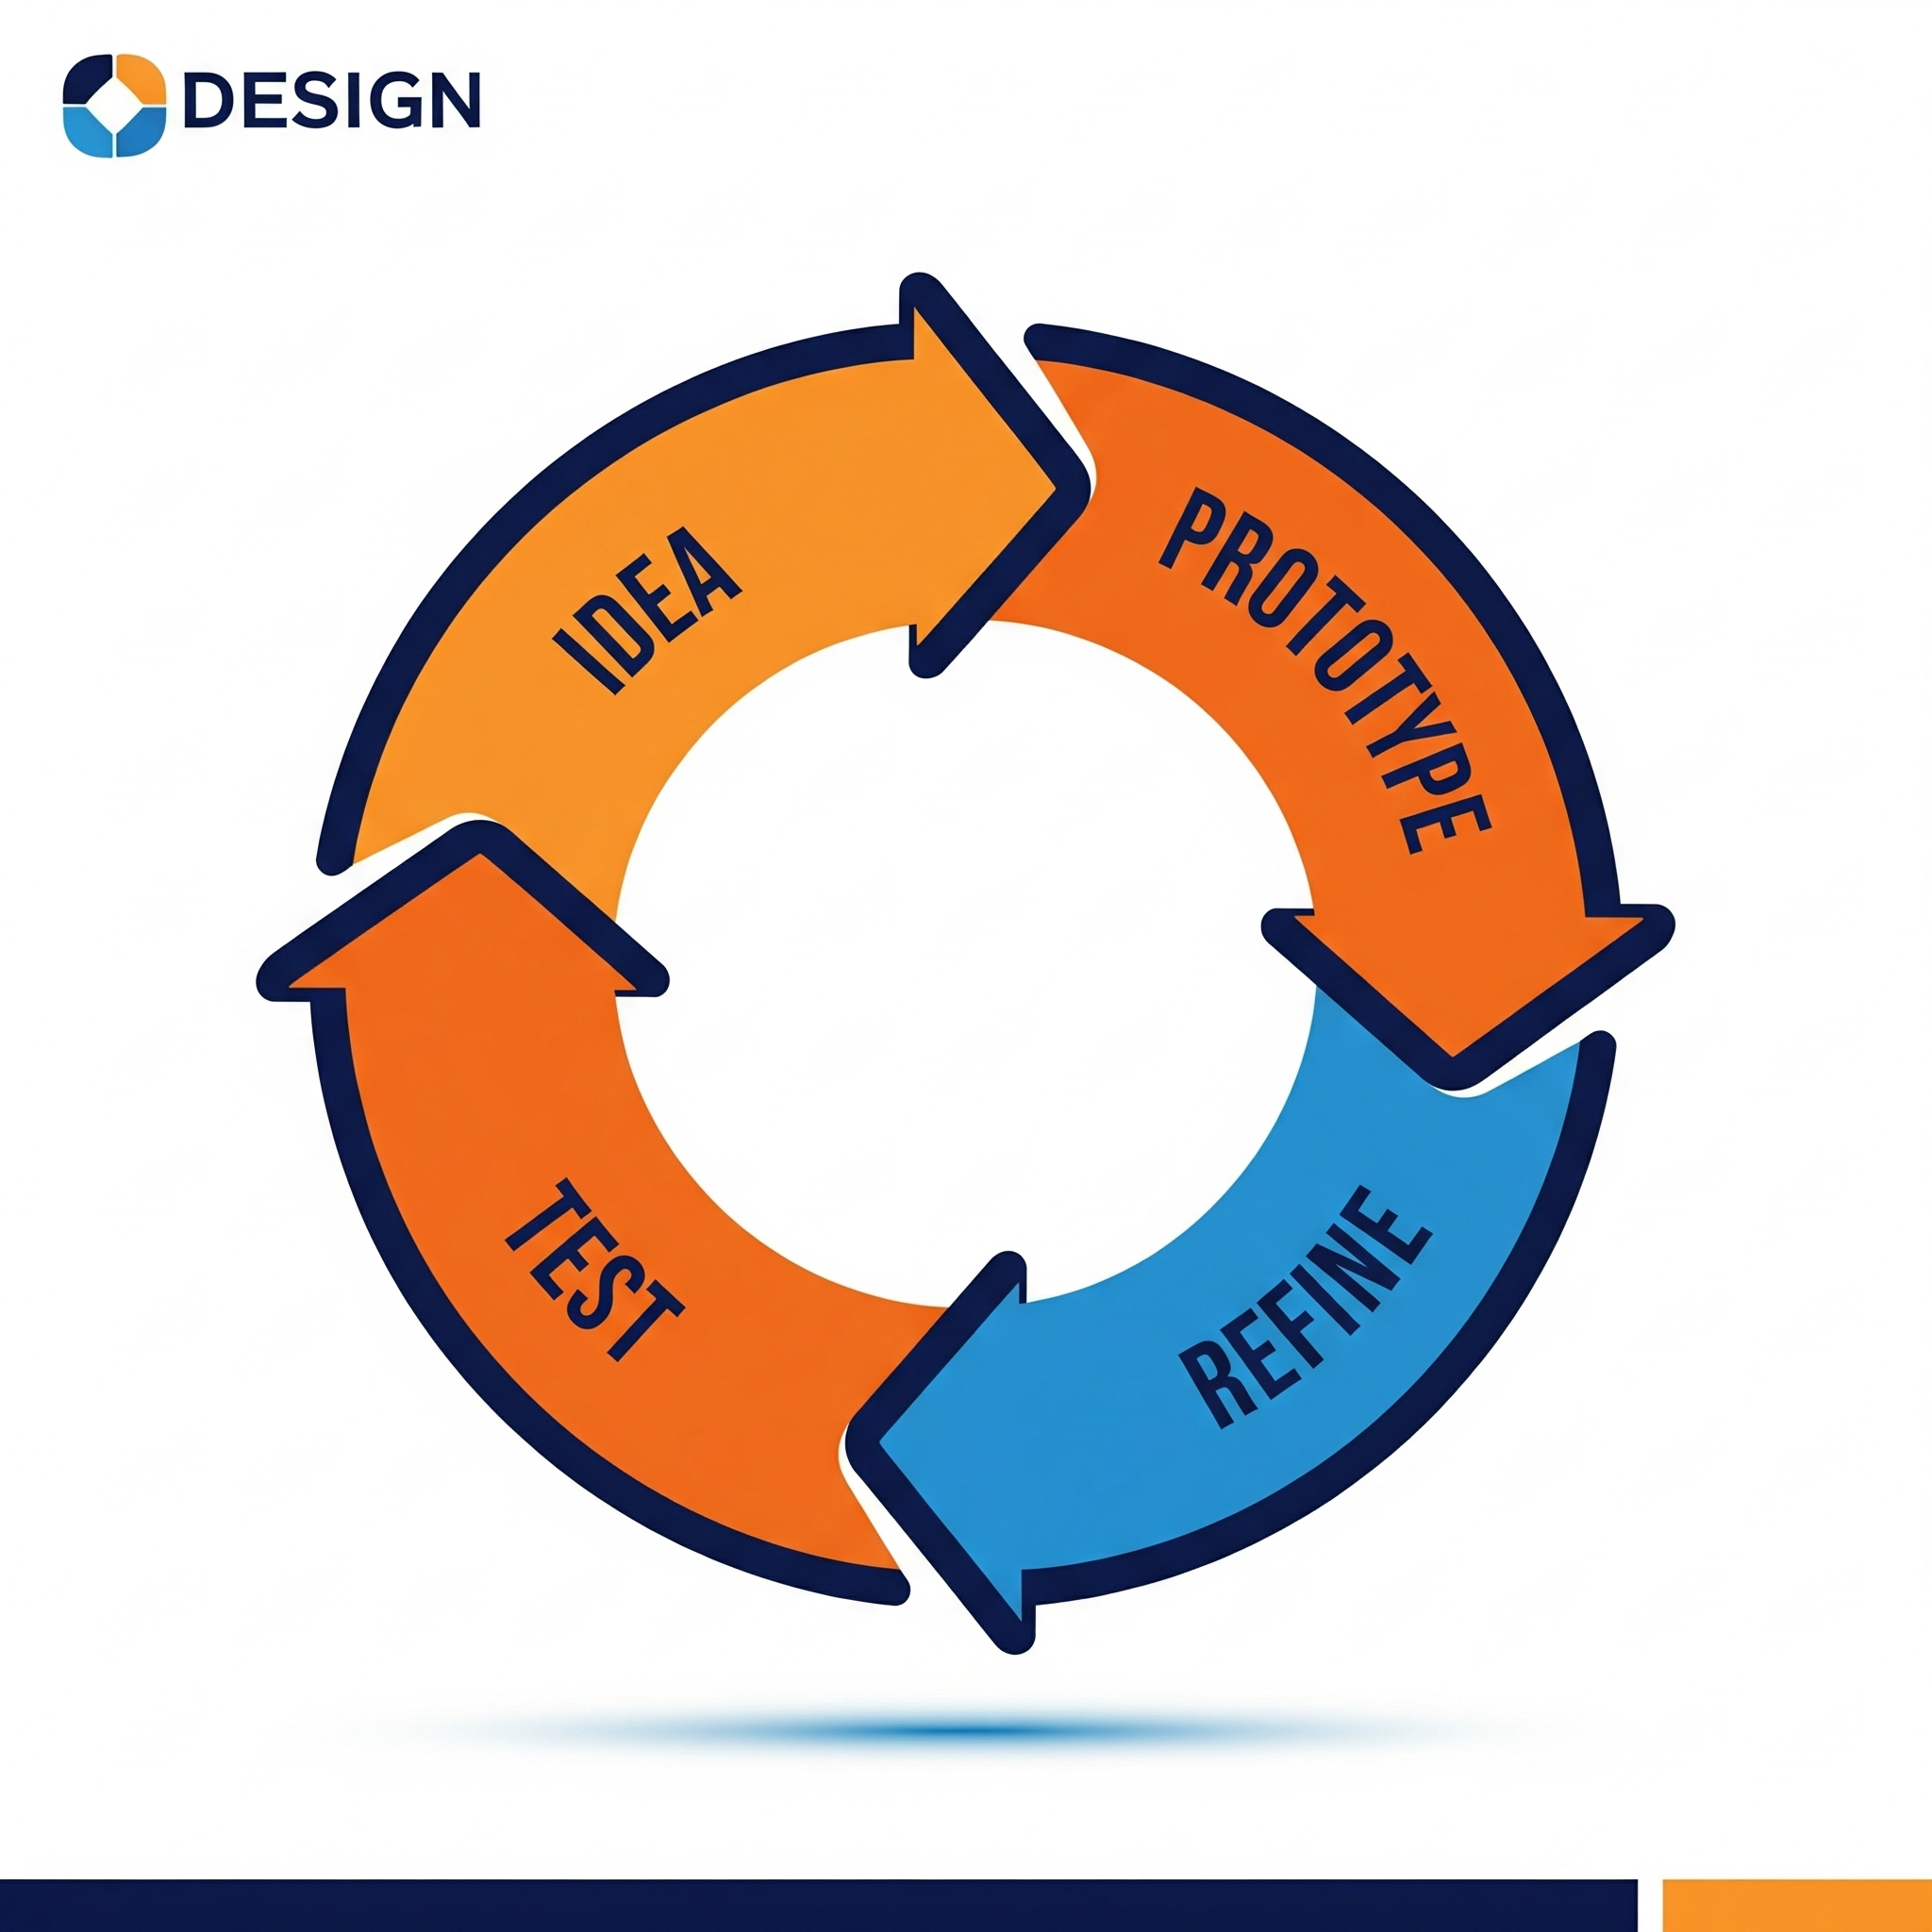 DESIGN
IDEA
PROTOTYPE
REFINE
TEST